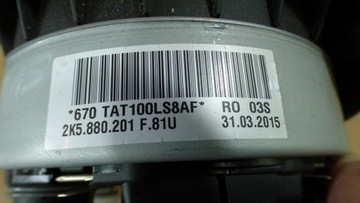 *670 TAT100LS8AF* RO 03S
2K5.880.201 F.81U 31.03.2015